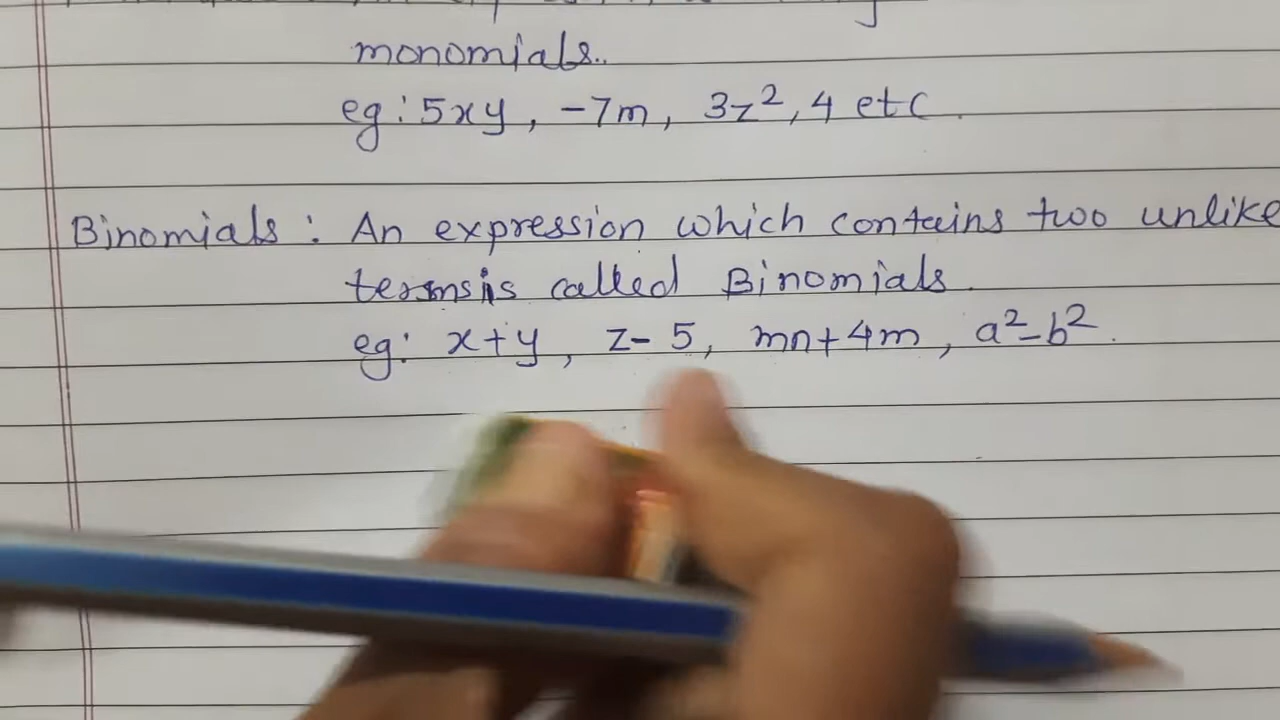 monomials.
eg: 5xy, -7m, 3z², 4 etc.
Binomials: An expression which contains two unlike
terms is called Binomials.
eg: x+y, z-5, mn+4m, a²-b².